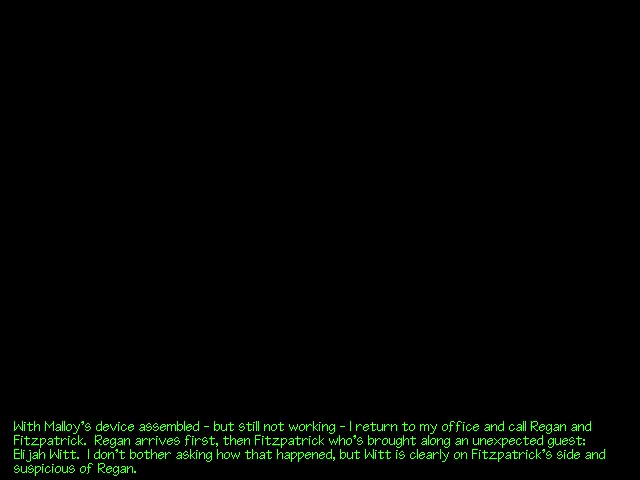 With Malloy's device assembled - but still not working - I return to my office and call Regan and
Fitzpatrick.  Regan arrives first, then Fitzpatrick who's brought along an unexpected guest:
Elijah Witt.  I don't bother asking how that happened, but Witt is clearly on Fitzpatrick's side and
suspicious of Regan.